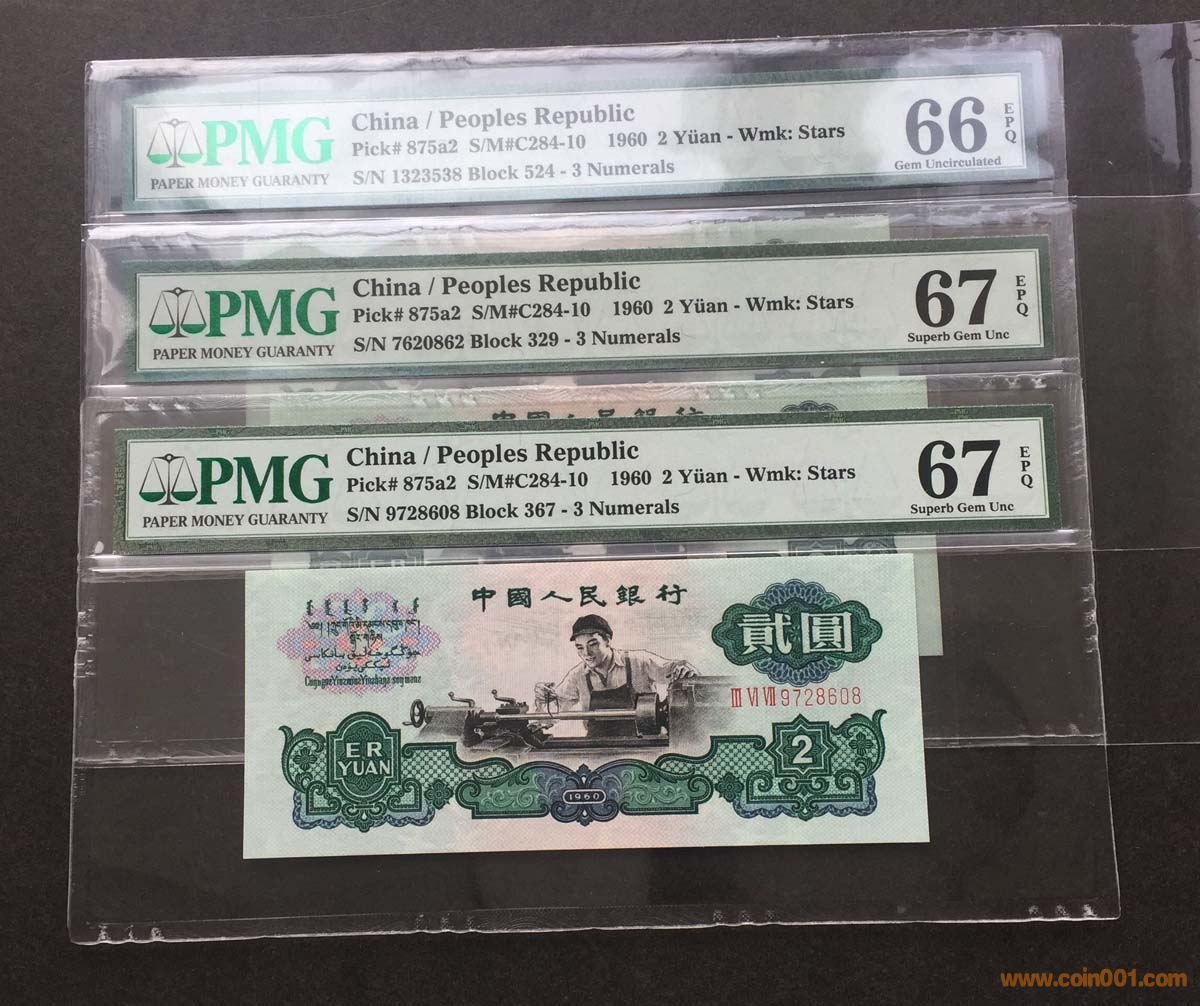 PMG
PAPER MONEY GUARANTY
China / Peoples Republic
Pick# 875a2 S/M#C284-10 1960 2 Yüan - Wmk: Stars
S/N 1323538 Block 524 - 3 Numerals
66
EPQ
Gem Uncirculated
PMG
PAPER MONEY GUARANTY
China / Peoples Republic
Pick# 875a2 S/M#C284-10 1960 2 Yüan - Wmk: Stars
S/N 7620862 Block 329 - 3 Numerals
67
EPQ
Superb Gem Unc
PMG
PAPER MONEY GUARANTY
China / Peoples Republic
Pick# 875a2 S/M#C284-10 1960 2 Yüan - Wmk: Stars
S/N 9728608 Block 367 - 3 Numerals
67
EPQ
Superb Gem Unc
中國人民銀行
貳圓
Ⅲ Ⅵ Ⅶ 9728608
ER
YUAN
1960
2
www.coin001.com